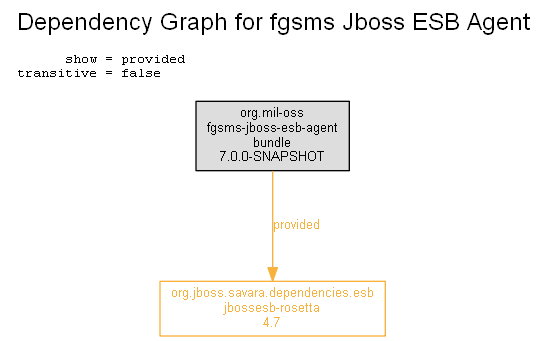 Dependency Graph for fgsms Jboss ESB Agent
show = provided
transitive = false
org.mil-oss
fgsms-jboss-esb-agent
bundle
7.0.0-SNAPSHOT
provided
org.jboss.savara.dependencies.esb
jbossesb-rosetta
4.7